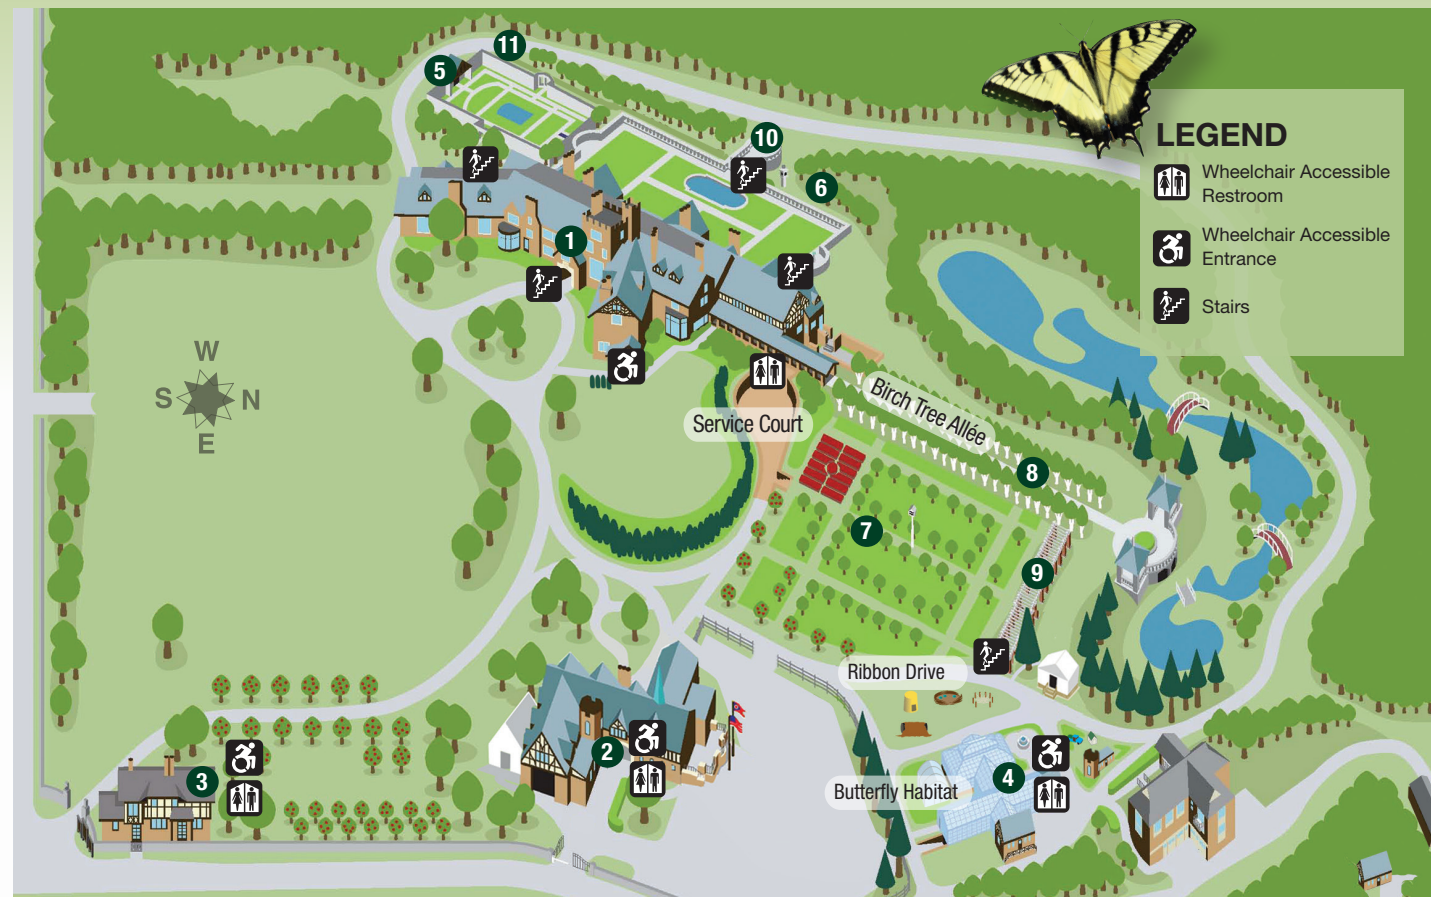 11
5
10
6
1
LEGEND
Wheelchair Accessible
Restroom
Wheelchair Accessible
Entrance
Stairs
W
S N
E
Birch Tree Allée
Service Court
8
7
9
Ribbon Drive
2
3
4
Butterfly Habitat